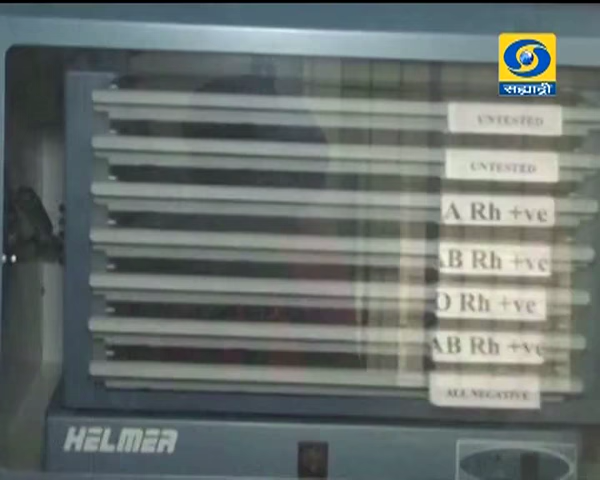 सह्याद्री
UNTESTED
UNTESTED
A Rh +ve
AB Rh +ve
O Rh +ve
AB Rh +ve
ALL NEGATIVE
HELMER